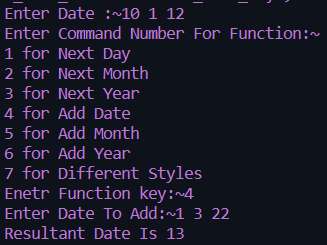 Enter Date :~10 1 12
Enter Command Number For Function:~
1 for Next Day
2 for Next Month
3 for Next Year
4 for Add Date
5 for Add Month
6 for Add Year
7 for Different Styles
Enetr Function key:~4
Enter Date To Add:~1 3 22
Resultant Date Is 13